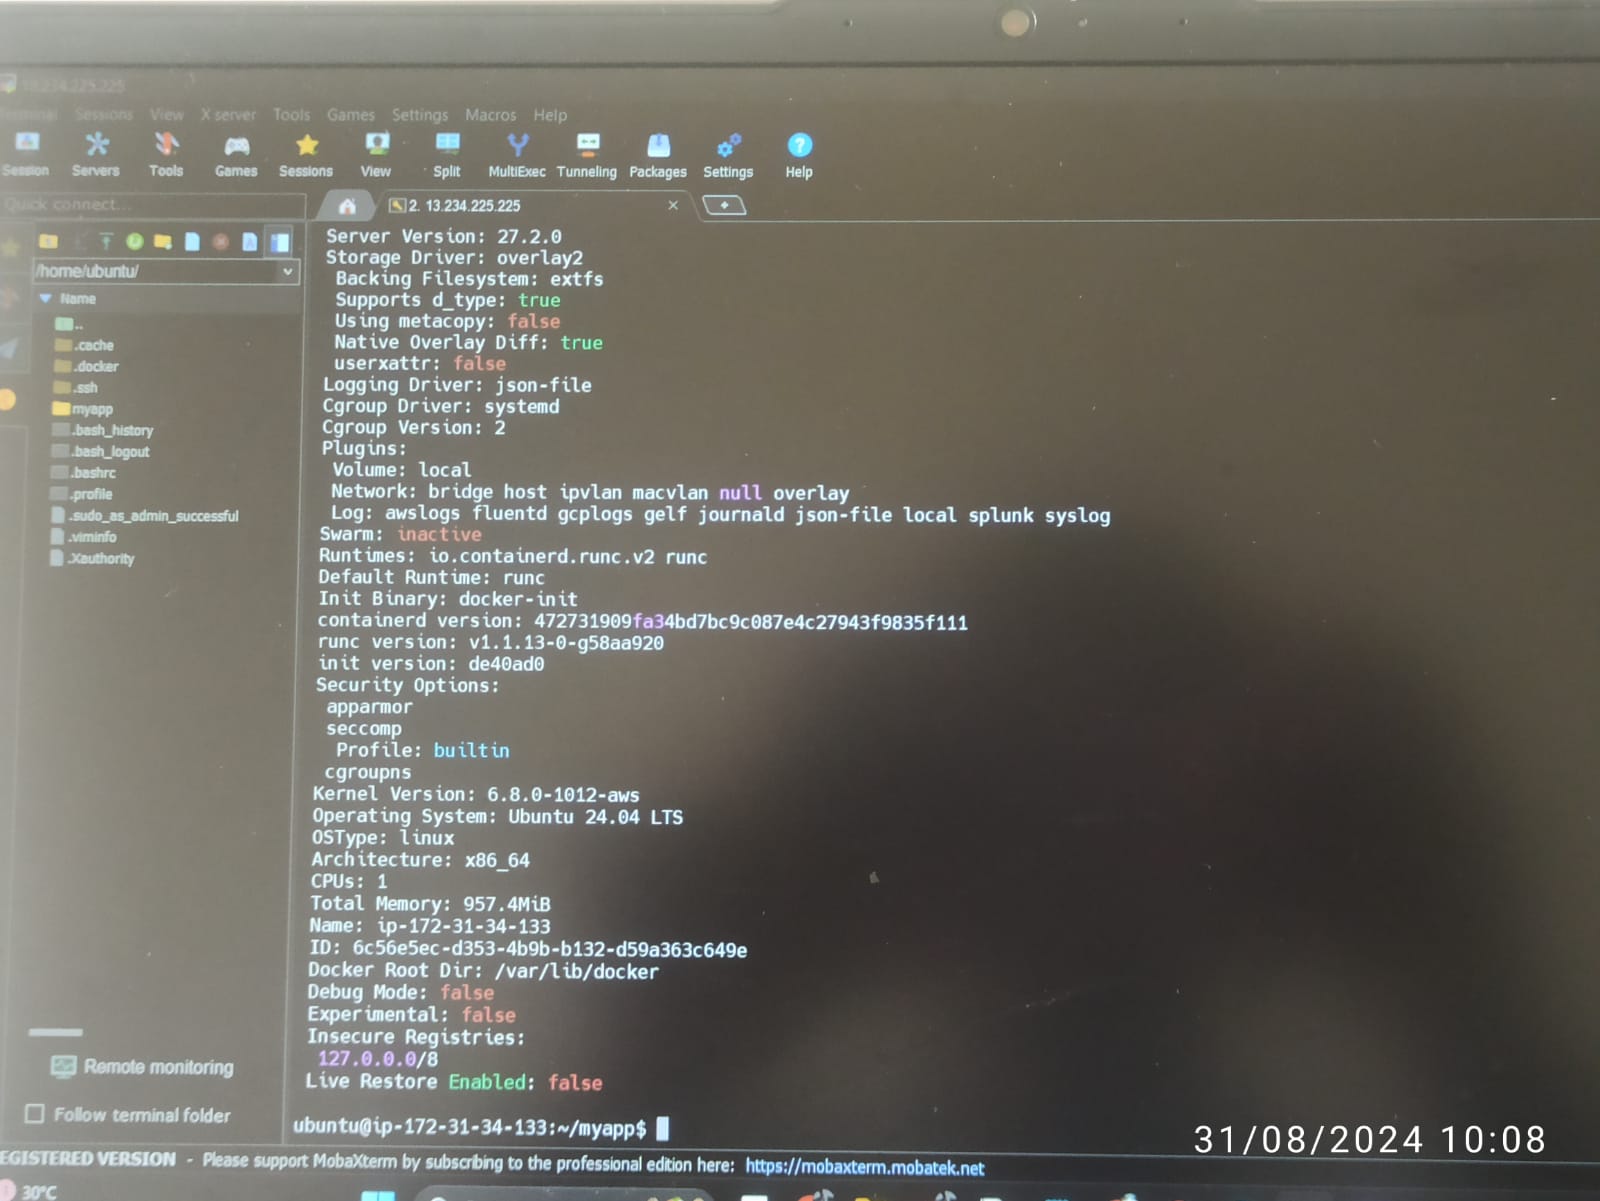 13.234.225.225
Terminal Sessions View X server Tools Games Settings Macros Help
Session Servers Tools Games Sessions View Split MultiExec Tunneling Packages Settings Help
Quick connect...
2. 13.234.225.225
/home/ubuntu/
Name
..
.cache
.docker
.ssh
myapp
.bash_history
.bash_logout
.bashrc
.profile
.sudo_as_admin_successful
.viminfo
.Xauthority
Remote monitoring
Follow terminal folder
Server Version: 27.2.0
Storage Driver: overlay2
Backing Filesystem: extfs
Supports d_type: true
Using metacopy: false
Native Overlay Diff: true
userxattr: false
Logging Driver: json-file
Cgroup Driver: systemd
Cgroup Version: 2
Plugins:
Volume: local
Network: bridge host ipvlan macvlan null overlay
Log: awslogs fluentd gcplogs gelf journald json-file local splunk syslog
Swarm: inactive
Runtimes: io.containerd.runc.v2 runc
Default Runtime: runc
Init Binary: docker-init
containerd version: 472731909fa34bd7bc9c087e4c27943f9835f111
runc version: v1.1.13-0-g58aa920
init version: de40ad0
Security Options:
apparmor
seccomp
Profile: builtin
cgroupns
Kernel Version: 6.8.0-1012-aws
Operating System: Ubuntu 24.04 LTS
OSType: linux
Architecture: x86_64
CPUs: 1
Total Memory: 957.4MiB
Name: ip-172-31-34-133
ID: 6c56e5ec-d353-4b9b-b132-d59a363c649e
Docker Root Dir: /var/lib/docker
Debug Mode: false
Experimental: false
Insecure Registries:
127.0.0.0/8
Live Restore Enabled: false
ubuntu@ip-172-31-34-133:~/myapp$
31/08/2024 10:08
EGISTERED VERSION - Please support MobaXterm by subscribing to the professional edition here: https://mobaxterm.mobatek.net
30°C